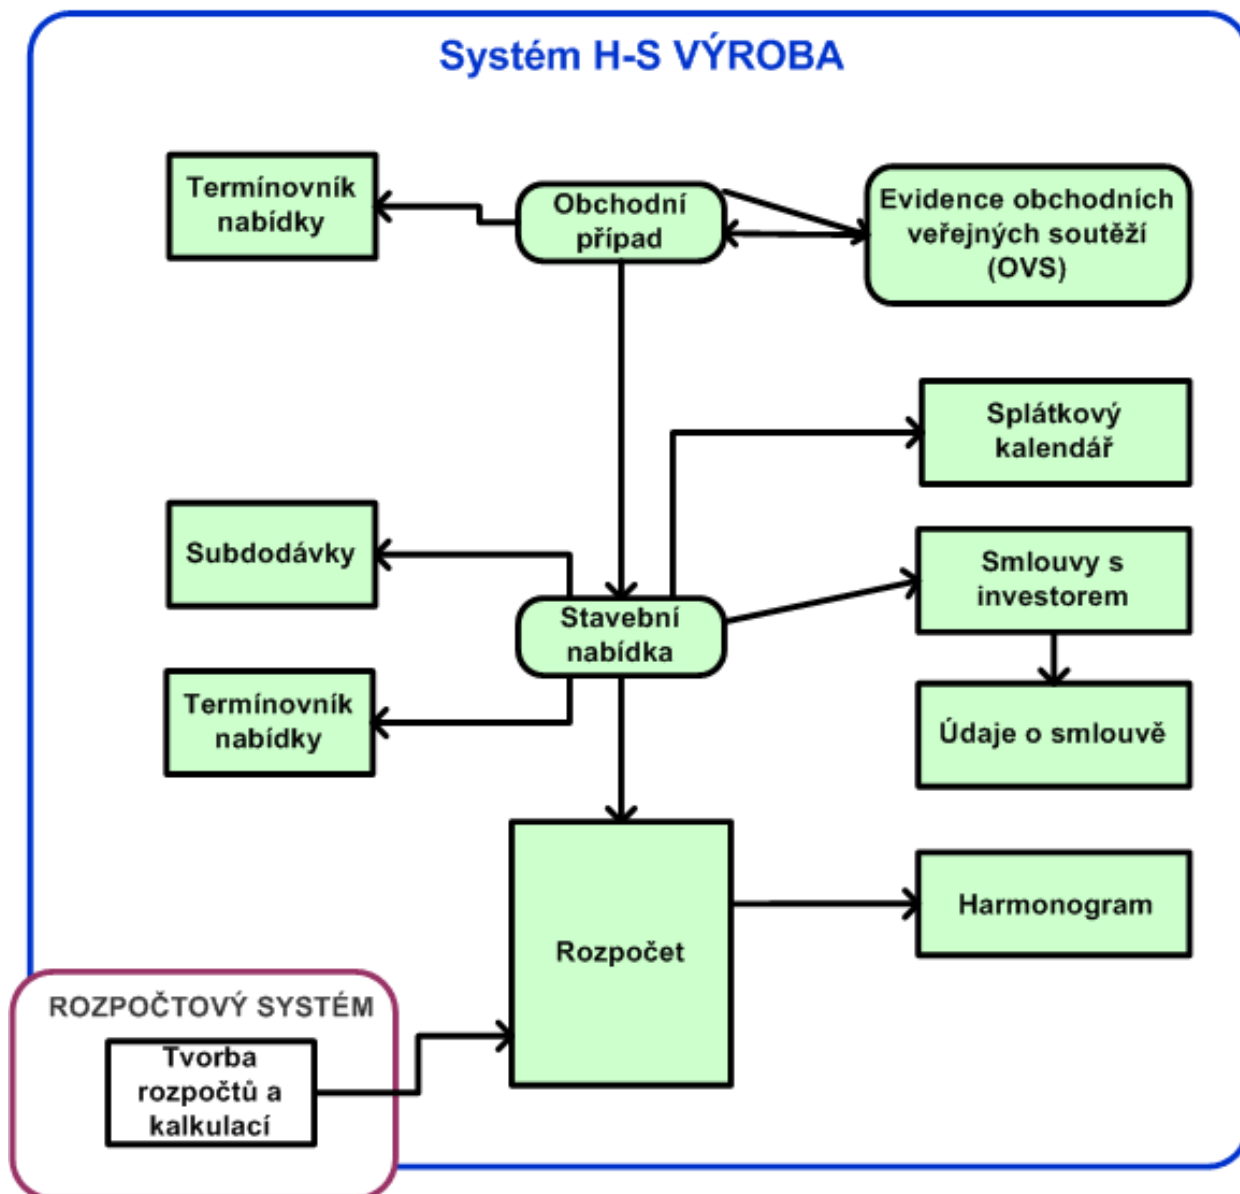 Systém H-S VÝROBA
Termínovník
nabídky
Obchodní
případ
Evidence obchodních
veřejných soutěží
(OVS)
Splátkový
kalendář
Subdodávky
Smlouvy s
investorem
Stavební
nabídka
Termínovník
nabídky
Údaje o smlouvě
Rozpočet
Harmonogram
ROZPOČTOVÝ SYSTÉM
Tvorba
rozpočtů a
kalkulací